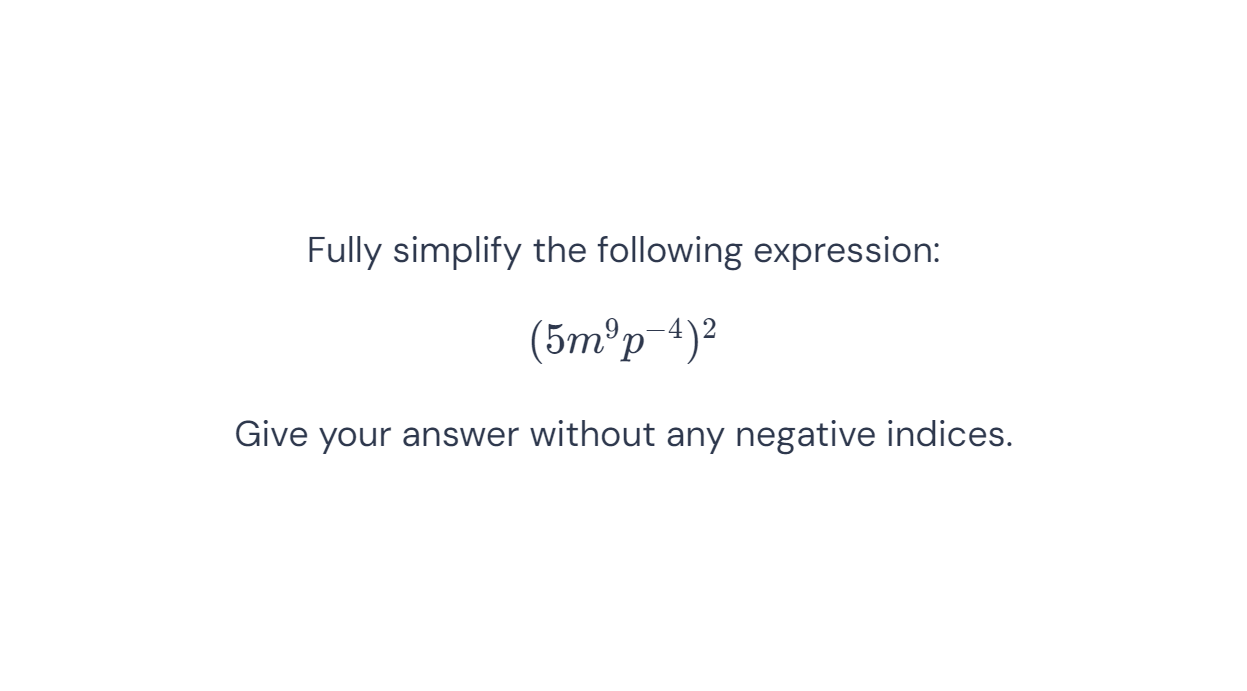 Fully simplify the following expression:
(5m⁹p⁻⁴)²
Give your answer without any negative indices.